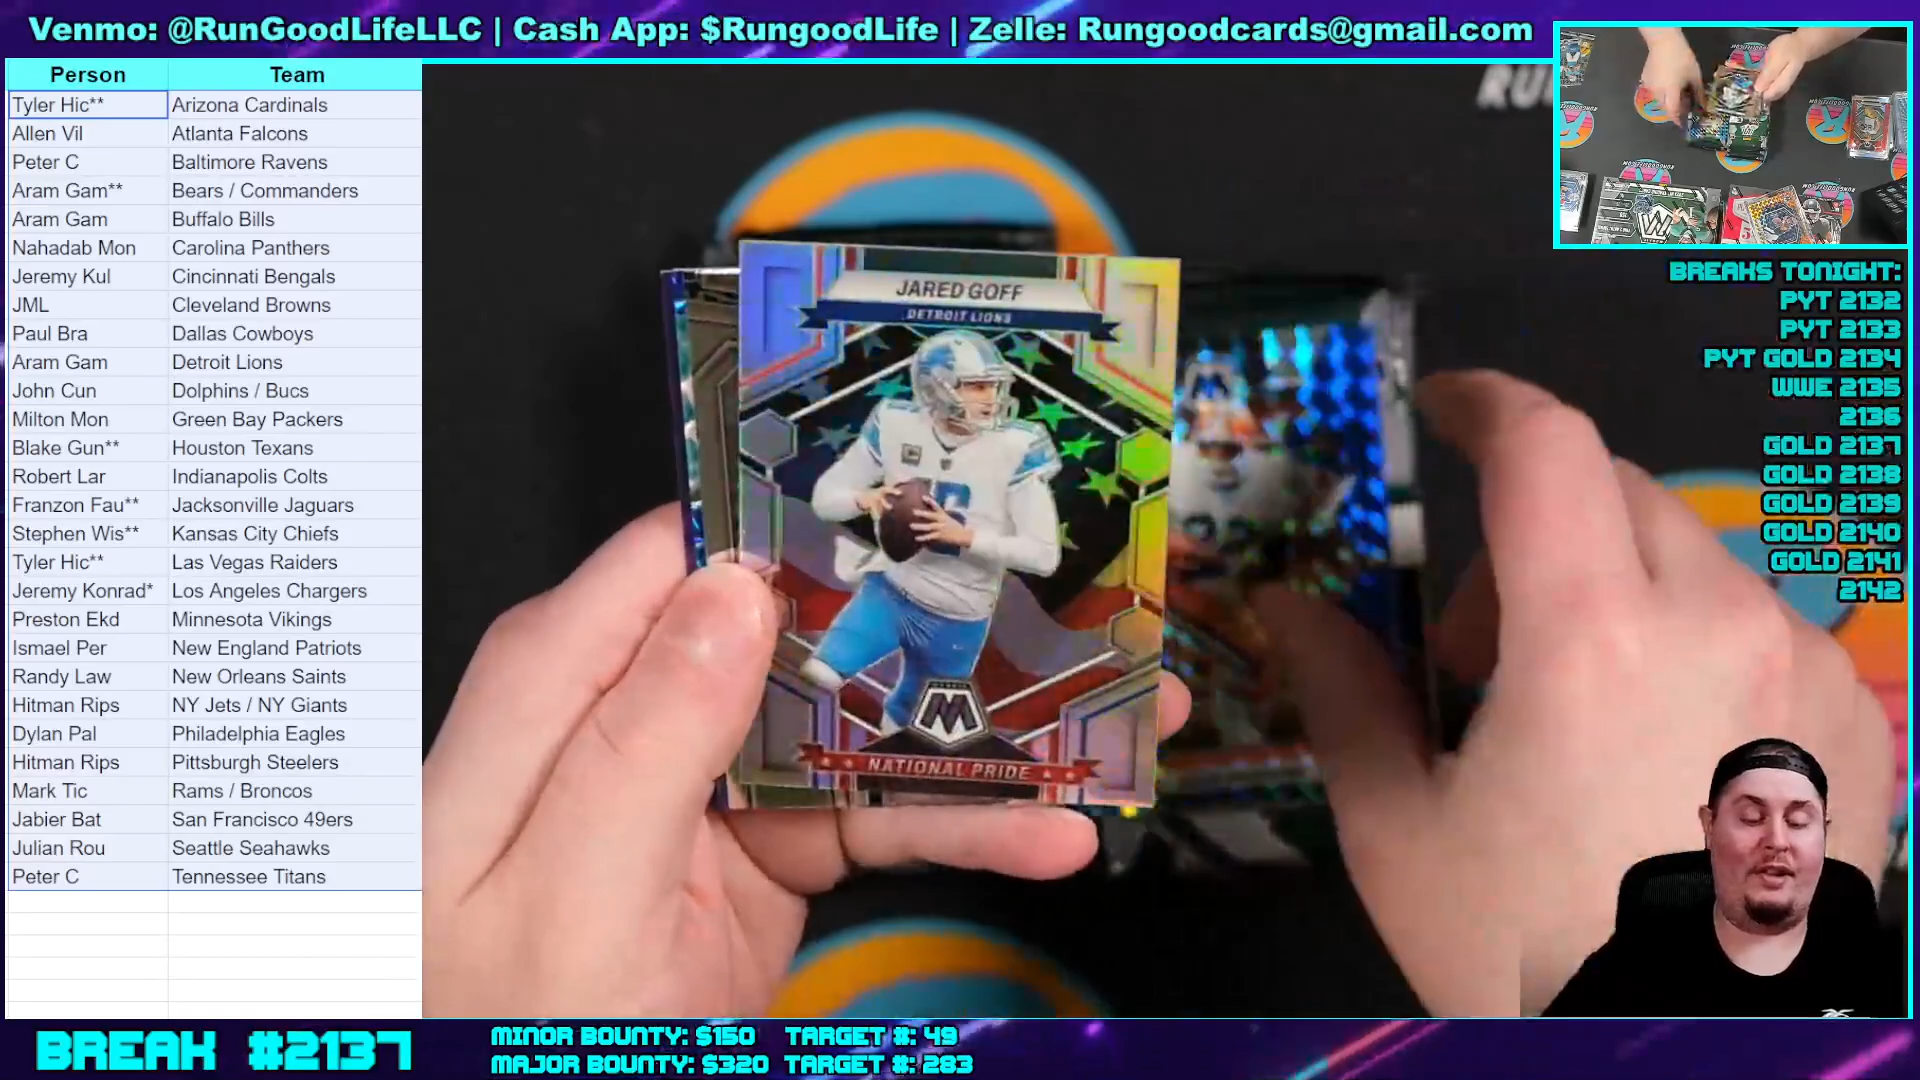 Venmo: @RunGoodLifeLLC | Cash App: $RungoodLife | Zelle: Rungoodcards@gmail.com
Person Team
Tyler Hic** Arizona Cardinals
Allen Vil Atlanta Falcons
Peter C Baltimore Ravens
Aram Gam** Bears / Commanders
Aram Gam Buffalo Bills
Nahadab Mon Carolina Panthers
Jeremy Kul Cincinnati Bengals
JML Cleveland Browns
Paul Bra Dallas Cowboys
Aram Gam Detroit Lions
John Cun Dolphins / Bucs
Milton Mon Green Bay Packers
Blake Gun** Houston Texans
Robert Lar Indianapolis Colts
Franzon Fau** Jacksonville Jaguars
Stephen Wis** Kansas City Chiefs
Tyler Hic** Las Vegas Raiders
Jeremy Konrad* Los Angeles Chargers
Preston Ekd Minnesota Vikings
Ismael Per New England Patriots
Randy Law New Orleans Saints
Hitman Rips NY Jets / NY Giants
Dylan Pal Philadelphia Eagles
Hitman Rips Pittsburgh Steelers
Mark Tic Rams / Broncos
Jabier Bat San Francisco 49ers
Julian Rou Seattle Seahawks
Peter C Tennessee Titans
JARED GOFF
DETROIT LIONS
16
M
NATIONAL PRIDE
BREAKS TONIGHT:
PYT 2132
PYT 2133
PYT GOLD 2134
WWE 2135
2136
GOLD 2137
GOLD 2138
GOLD 2139
GOLD 2140
GOLD 2141
2142
BREAK #2137
MINOR BOUNTY: $150 TARGET #: 49
MAJOR BOUNTY: $320 TARGET #: 283